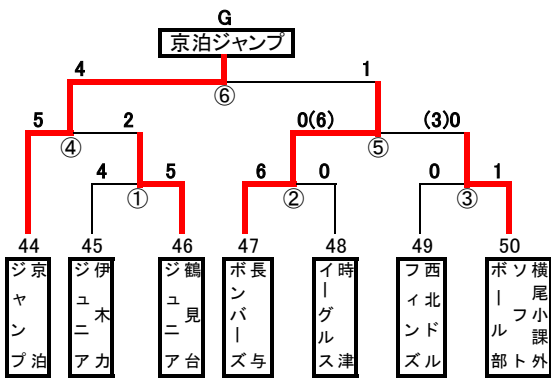 G
京泊ジャンプ
4 1
⑥
5 2 0(6) (3)0
④ ⑤
4 5 6 0 0 1
① ② ③
44 45 46 47 48 49 50
京泊
ジャンプ
伊木力
ジュニア
鶴見台
ジュニア
長与
ボンバーズ
時津
イーグルス
西北ドル
フィンズ
横尾小課外
ソフト
ボール部